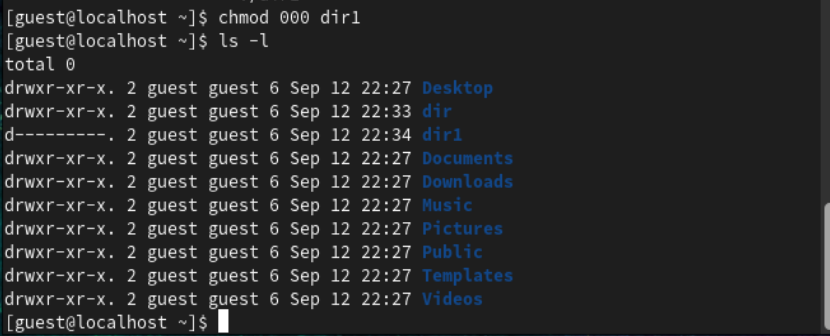 [guest@localhost ~]$ chmod 000 dir1
[guest@localhost ~]$ ls -l
total 0
drwxr-xr-x. 2 guest guest 6 Sep 12 22:27 Desktop
drwxr-xr-x. 2 guest guest 6 Sep 12 22:33 dir
d---------. 2 guest guest 6 Sep 12 22:34 dir1
drwxr-xr-x. 2 guest guest 6 Sep 12 22:27 Documents
drwxr-xr-x. 2 guest guest 6 Sep 12 22:27 Downloads
drwxr-xr-x. 2 guest guest 6 Sep 12 22:27 Music
drwxr-xr-x. 2 guest guest 6 Sep 12 22:27 Pictures
drwxr-xr-x. 2 guest guest 6 Sep 12 22:27 Public
drwxr-xr-x. 2 guest guest 6 Sep 12 22:27 Templates
drwxr-xr-x. 2 guest guest 6 Sep 12 22:27 Videos
[guest@localhost ~]$